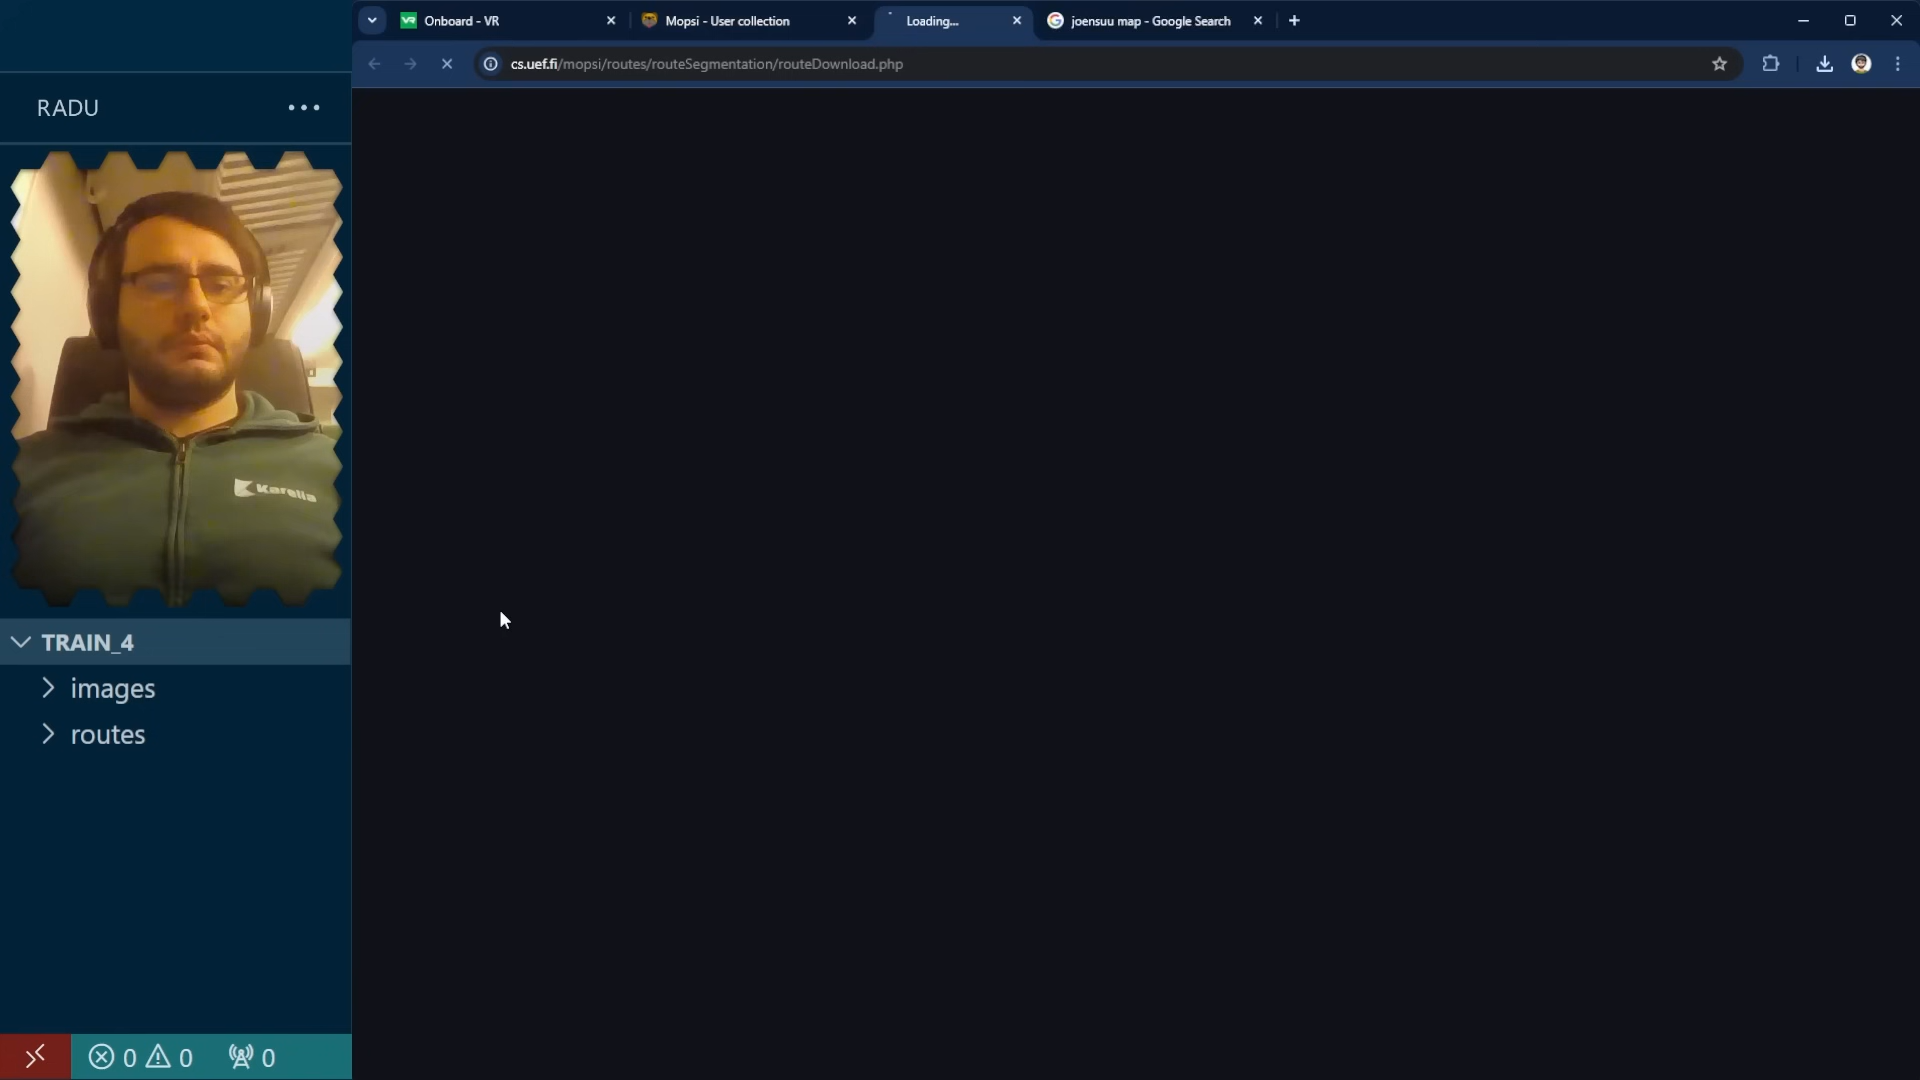 Onboard - VR
Mopsi - User collection
Loading...
joensuu map - Google Search
cs.uef.fi/mopsi/routes/routeSegmentation/routeDownload.php
RADU
Karelia
TRAIN_4
images
routes
0
0
0